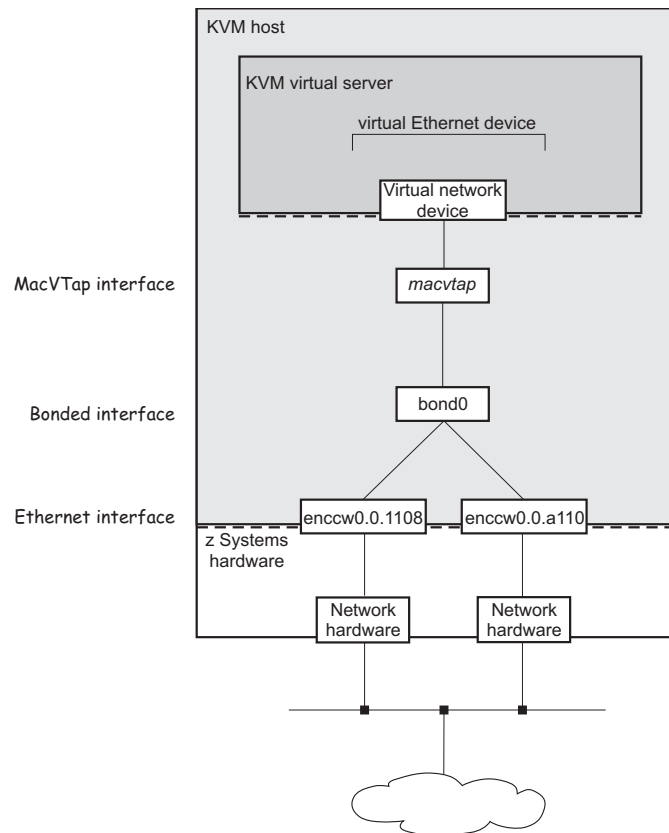 KVM host
KVM virtual server
virtual Ethernet device
Virtual network
device
MacVTap interface
macvtap
Bonded interface
bond0
Ethernet interface
enccw0.0.1108
enccw0.0.a110
z Systems
hardware
Network
hardware
Network
hardware